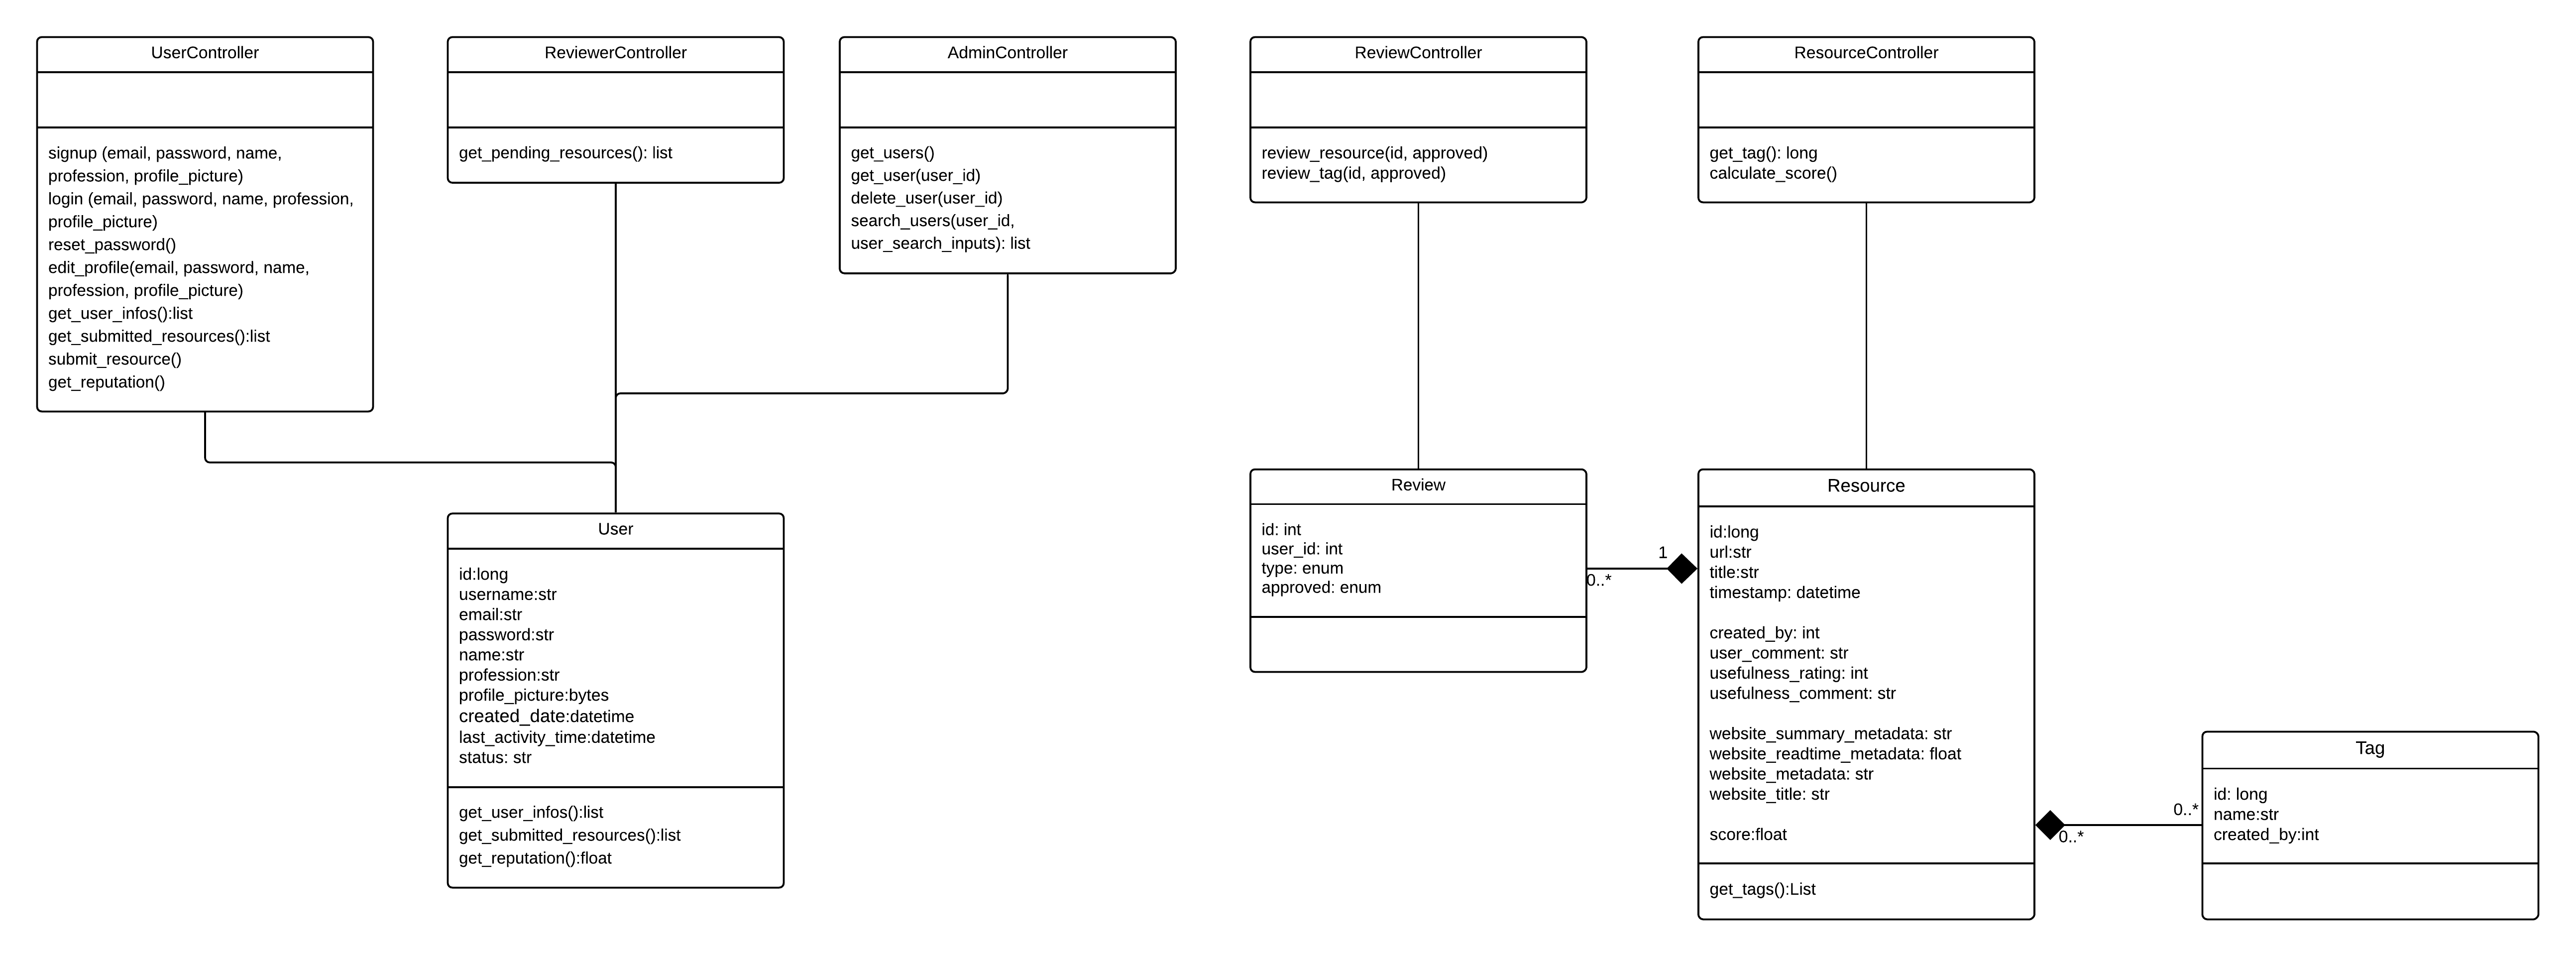 UserController
signup (email, password, name,
profession, profile_picture)
login (email, password, name, profession,
profile_picture)
reset_password()
edit_profile(email, password, name,
profession, profile_picture)
get_user_infos():list
get_submitted_resources():list
submit_resource()
get_reputation()
ReviewerController
get_pending_resources(): list
AdminController
get_users()
get_user(user_id)
delete_user(user_id)
search_users(user_id,
user_search_inputs): list
ReviewController
review_resource(id, approved)
review_tag(id, approved)
ResourceController
get_tag(): long
calculate_score()
User
id:long
username:str
email:str
password:str
name:str
profession:str
profile_picture:bytes
created_date:datetime
last_activity_time:datetime
status: str
get_user_infos():list
get_submitted_resources():list
get_reputation():float
Review
id: int
user_id: int
type: enum
approved: enum
1
0..*
Resource
id:long
url:str
title:str
timestamp: datetime
created_by: int
user_comment: str
usefulness_rating: int
usefulness_comment: str
website_summary_metadata: str
website_readtime_metadata: float
website_metadata: str
website_title: str
score:float
get_tags():List
0..*
0..*
Tag
id: long
name:str
created_by:int